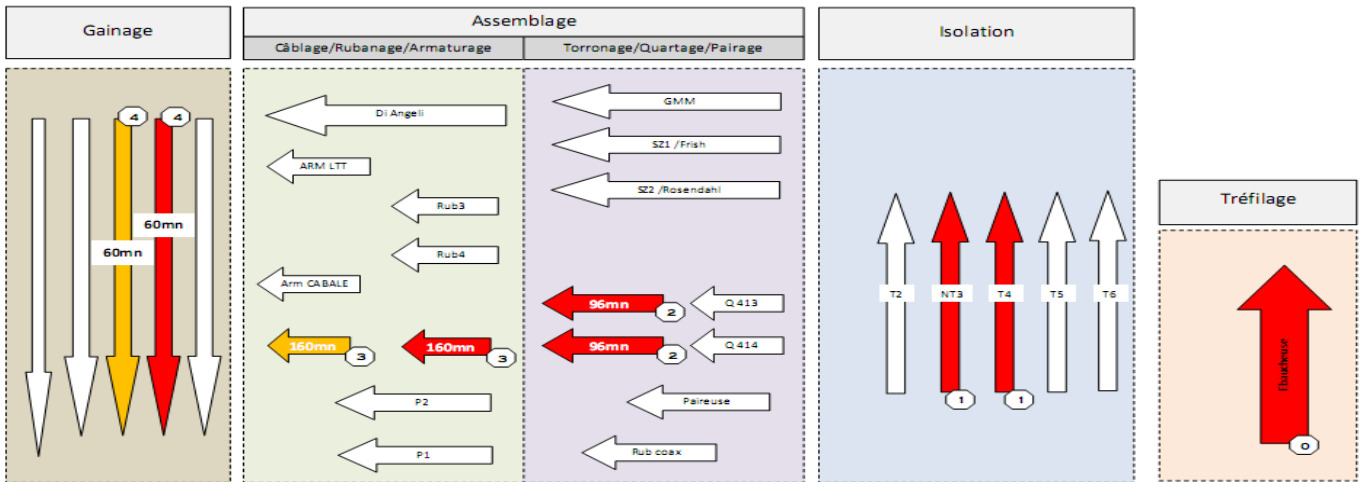 Gainage
Assemblage
Câblage/Rubanage/Armaturage
Torronage/Quartage/Pairage
Isolation
Tréfilage
4
4
60mn
60mn
Di Angeli
ARM LTT
Rub3
Rub4
Arm CABALE
160mn
3
160mn
3
P2
P1
GMM
SZ1 /Frish
SZ2 /Rosendahl
96mn
2
Q 413
96mn
2
Q 414
Paireuse
Rub coax
T2
NT3
T4
T5
T6
1
1
Ebaucheuse
0